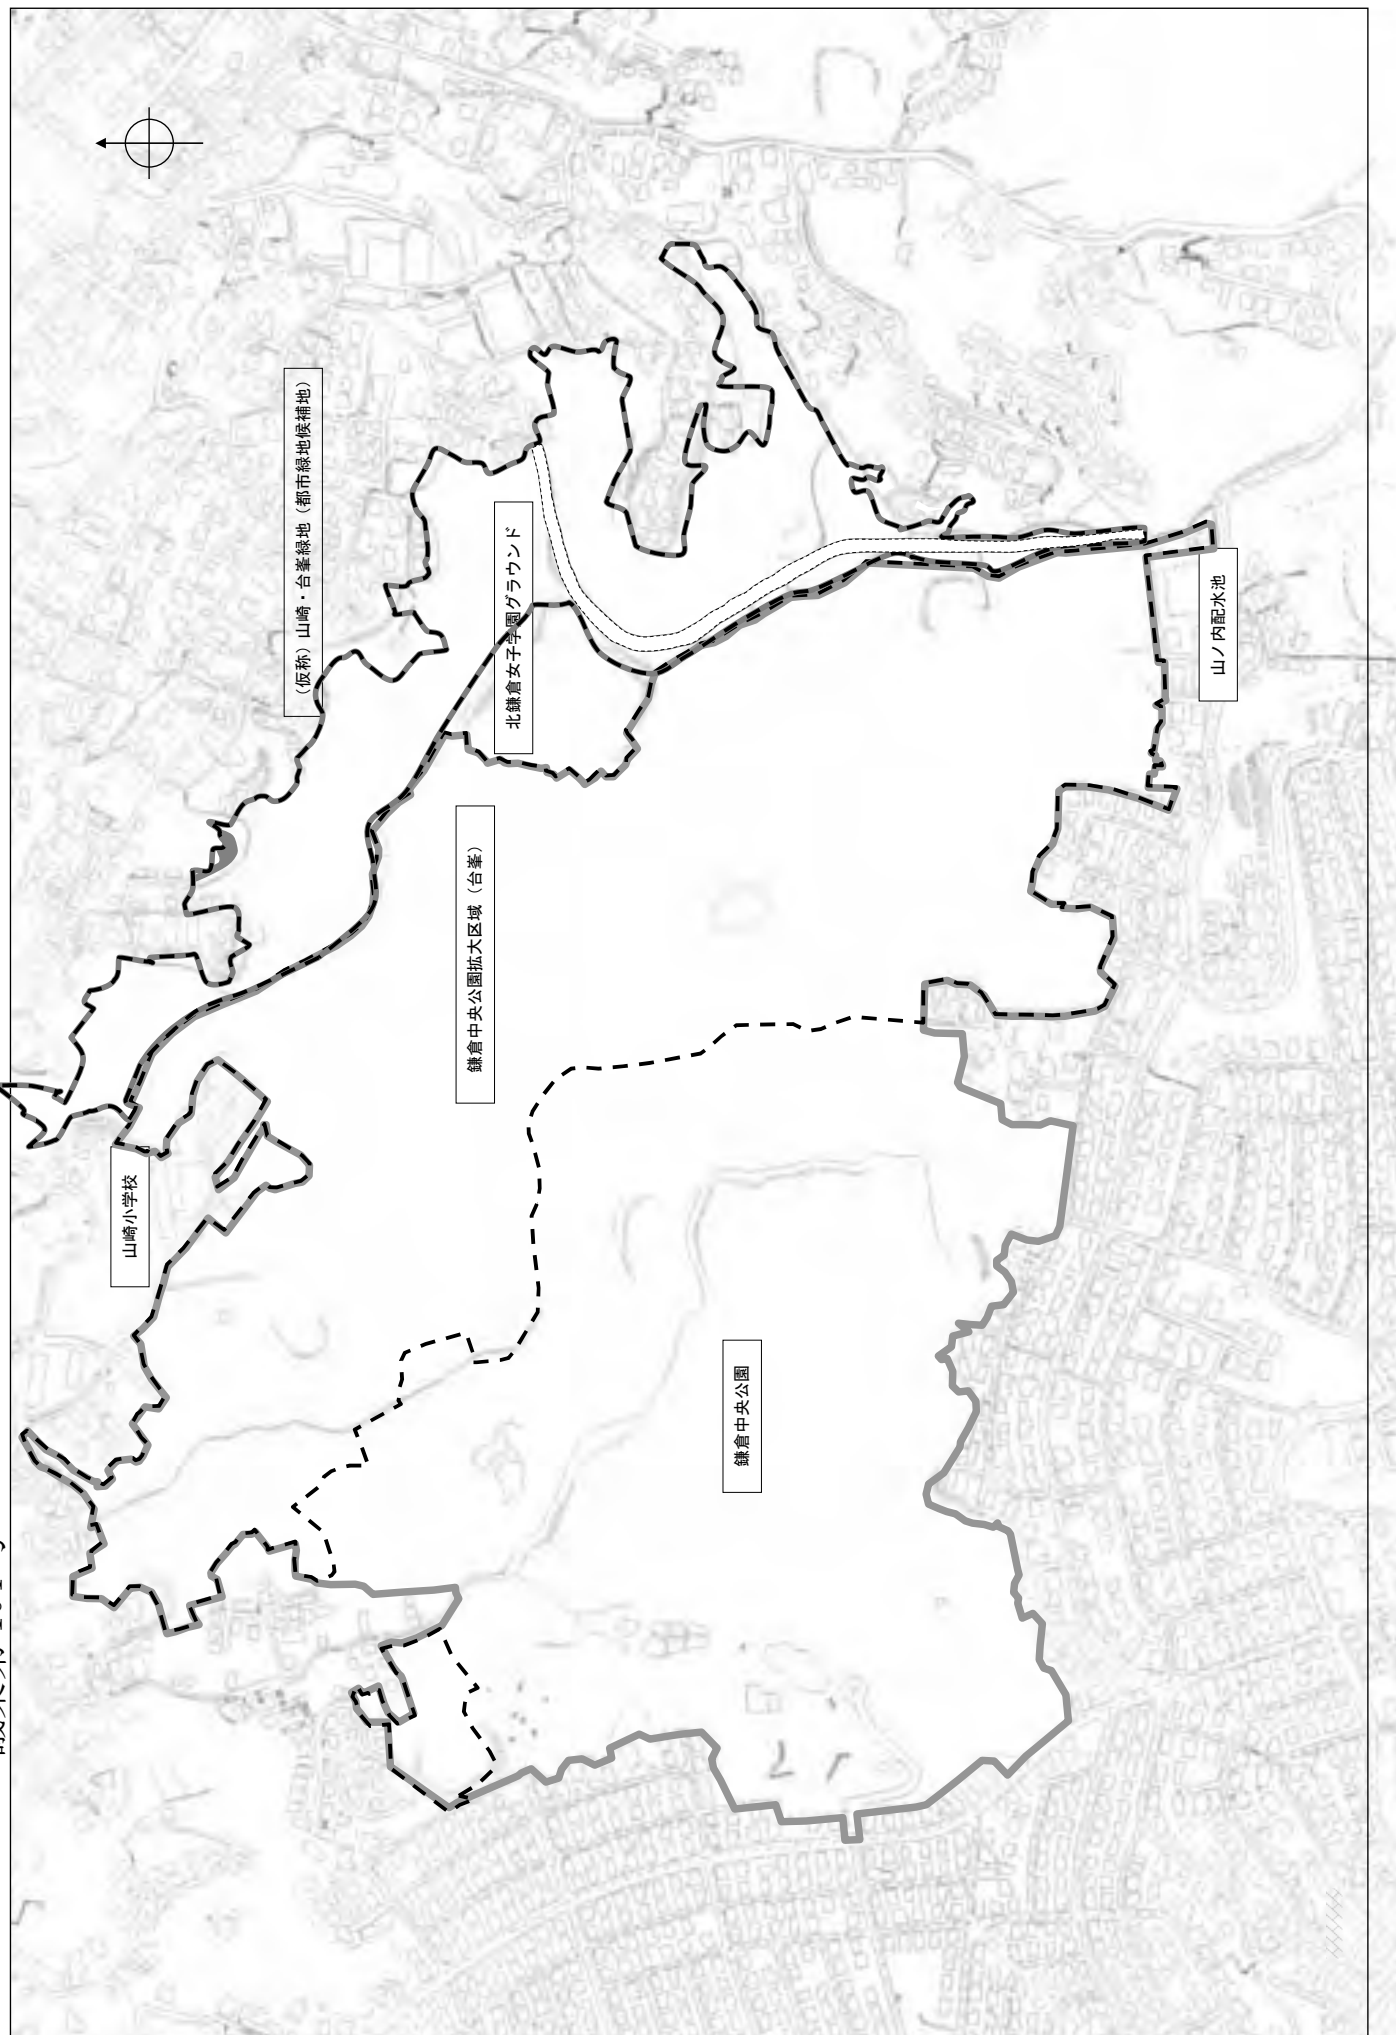 (仮称)山崎・台峯緑地(都市緑地候補地)
北鎌倉女子学園グラウンド
山ノ内配水池
鎌倉中央公園拡大区域(台峯)
山崎小学校
鎌倉中央公園